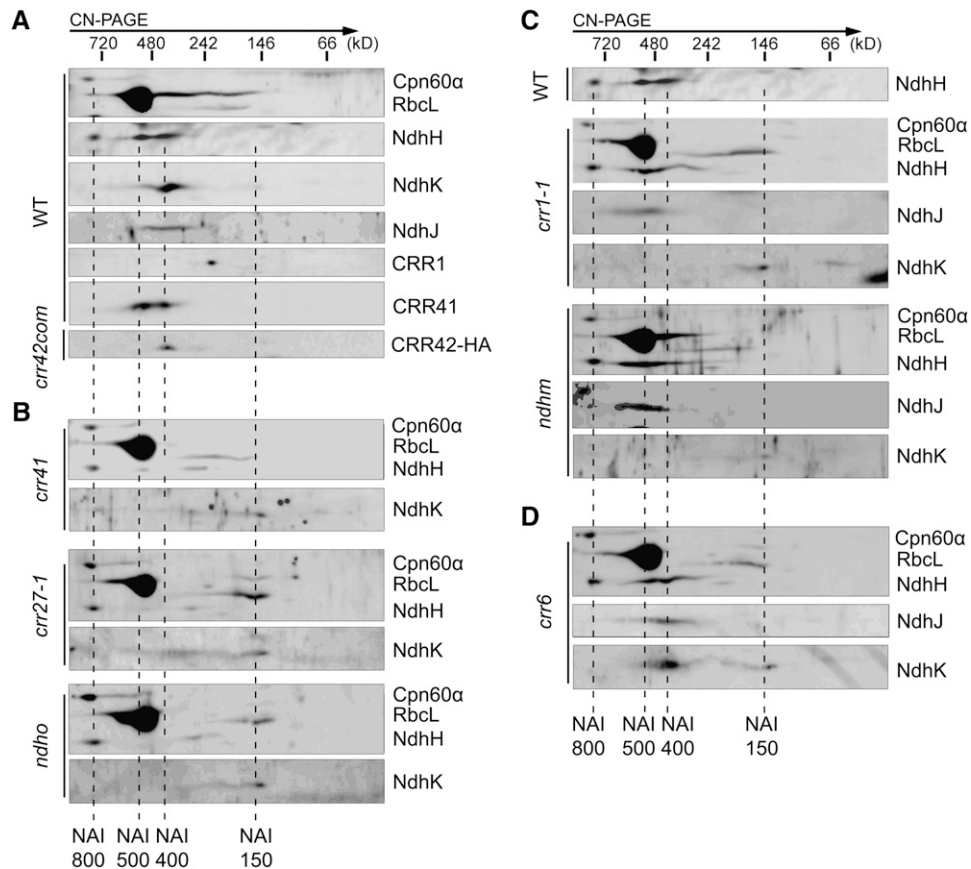 A
CN-PAGE
720 480 242 146 66 (kD)
WT
Cpn60α
RbcL
NdhH
NdhK
NdhJ
CRR1
CRR41
crr42com
CRR42-HA
B
crr41
Cpn60α
RbcL
NdhH
NdhK
crr27-1
Cpn60α
RbcL
NdhH
NdhK
ndho
Cpn60α
RbcL
NdhH
NdhK
NAI NAI NAI NAI
800 500 400 150
C
CN-PAGE
720 480 242 146 66 (kD)
WT
NdhH
crr1-1
Cpn60α
RbcL
NdhH
NdhJ
NdhK
ndhm
Cpn60α
RbcL
NdhH
NdhJ
NdhK
D
crr6
Cpn60α
RbcL
NdhH
NdhJ
NdhK
NAI NAI NAI NAI
800 500 400 150